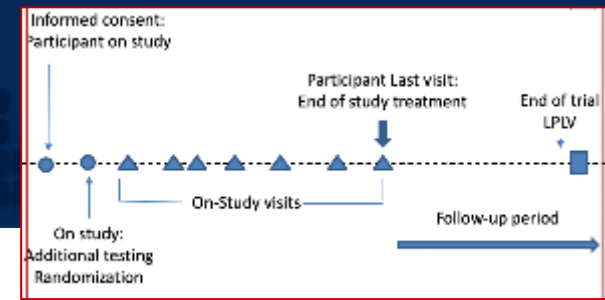 Informed consent:
Participant on study
Participant Last visit:
End of study treatment
End of trial
LPLV
On-Study visits
Follow-up period
On study:
Additional testing
Randomization